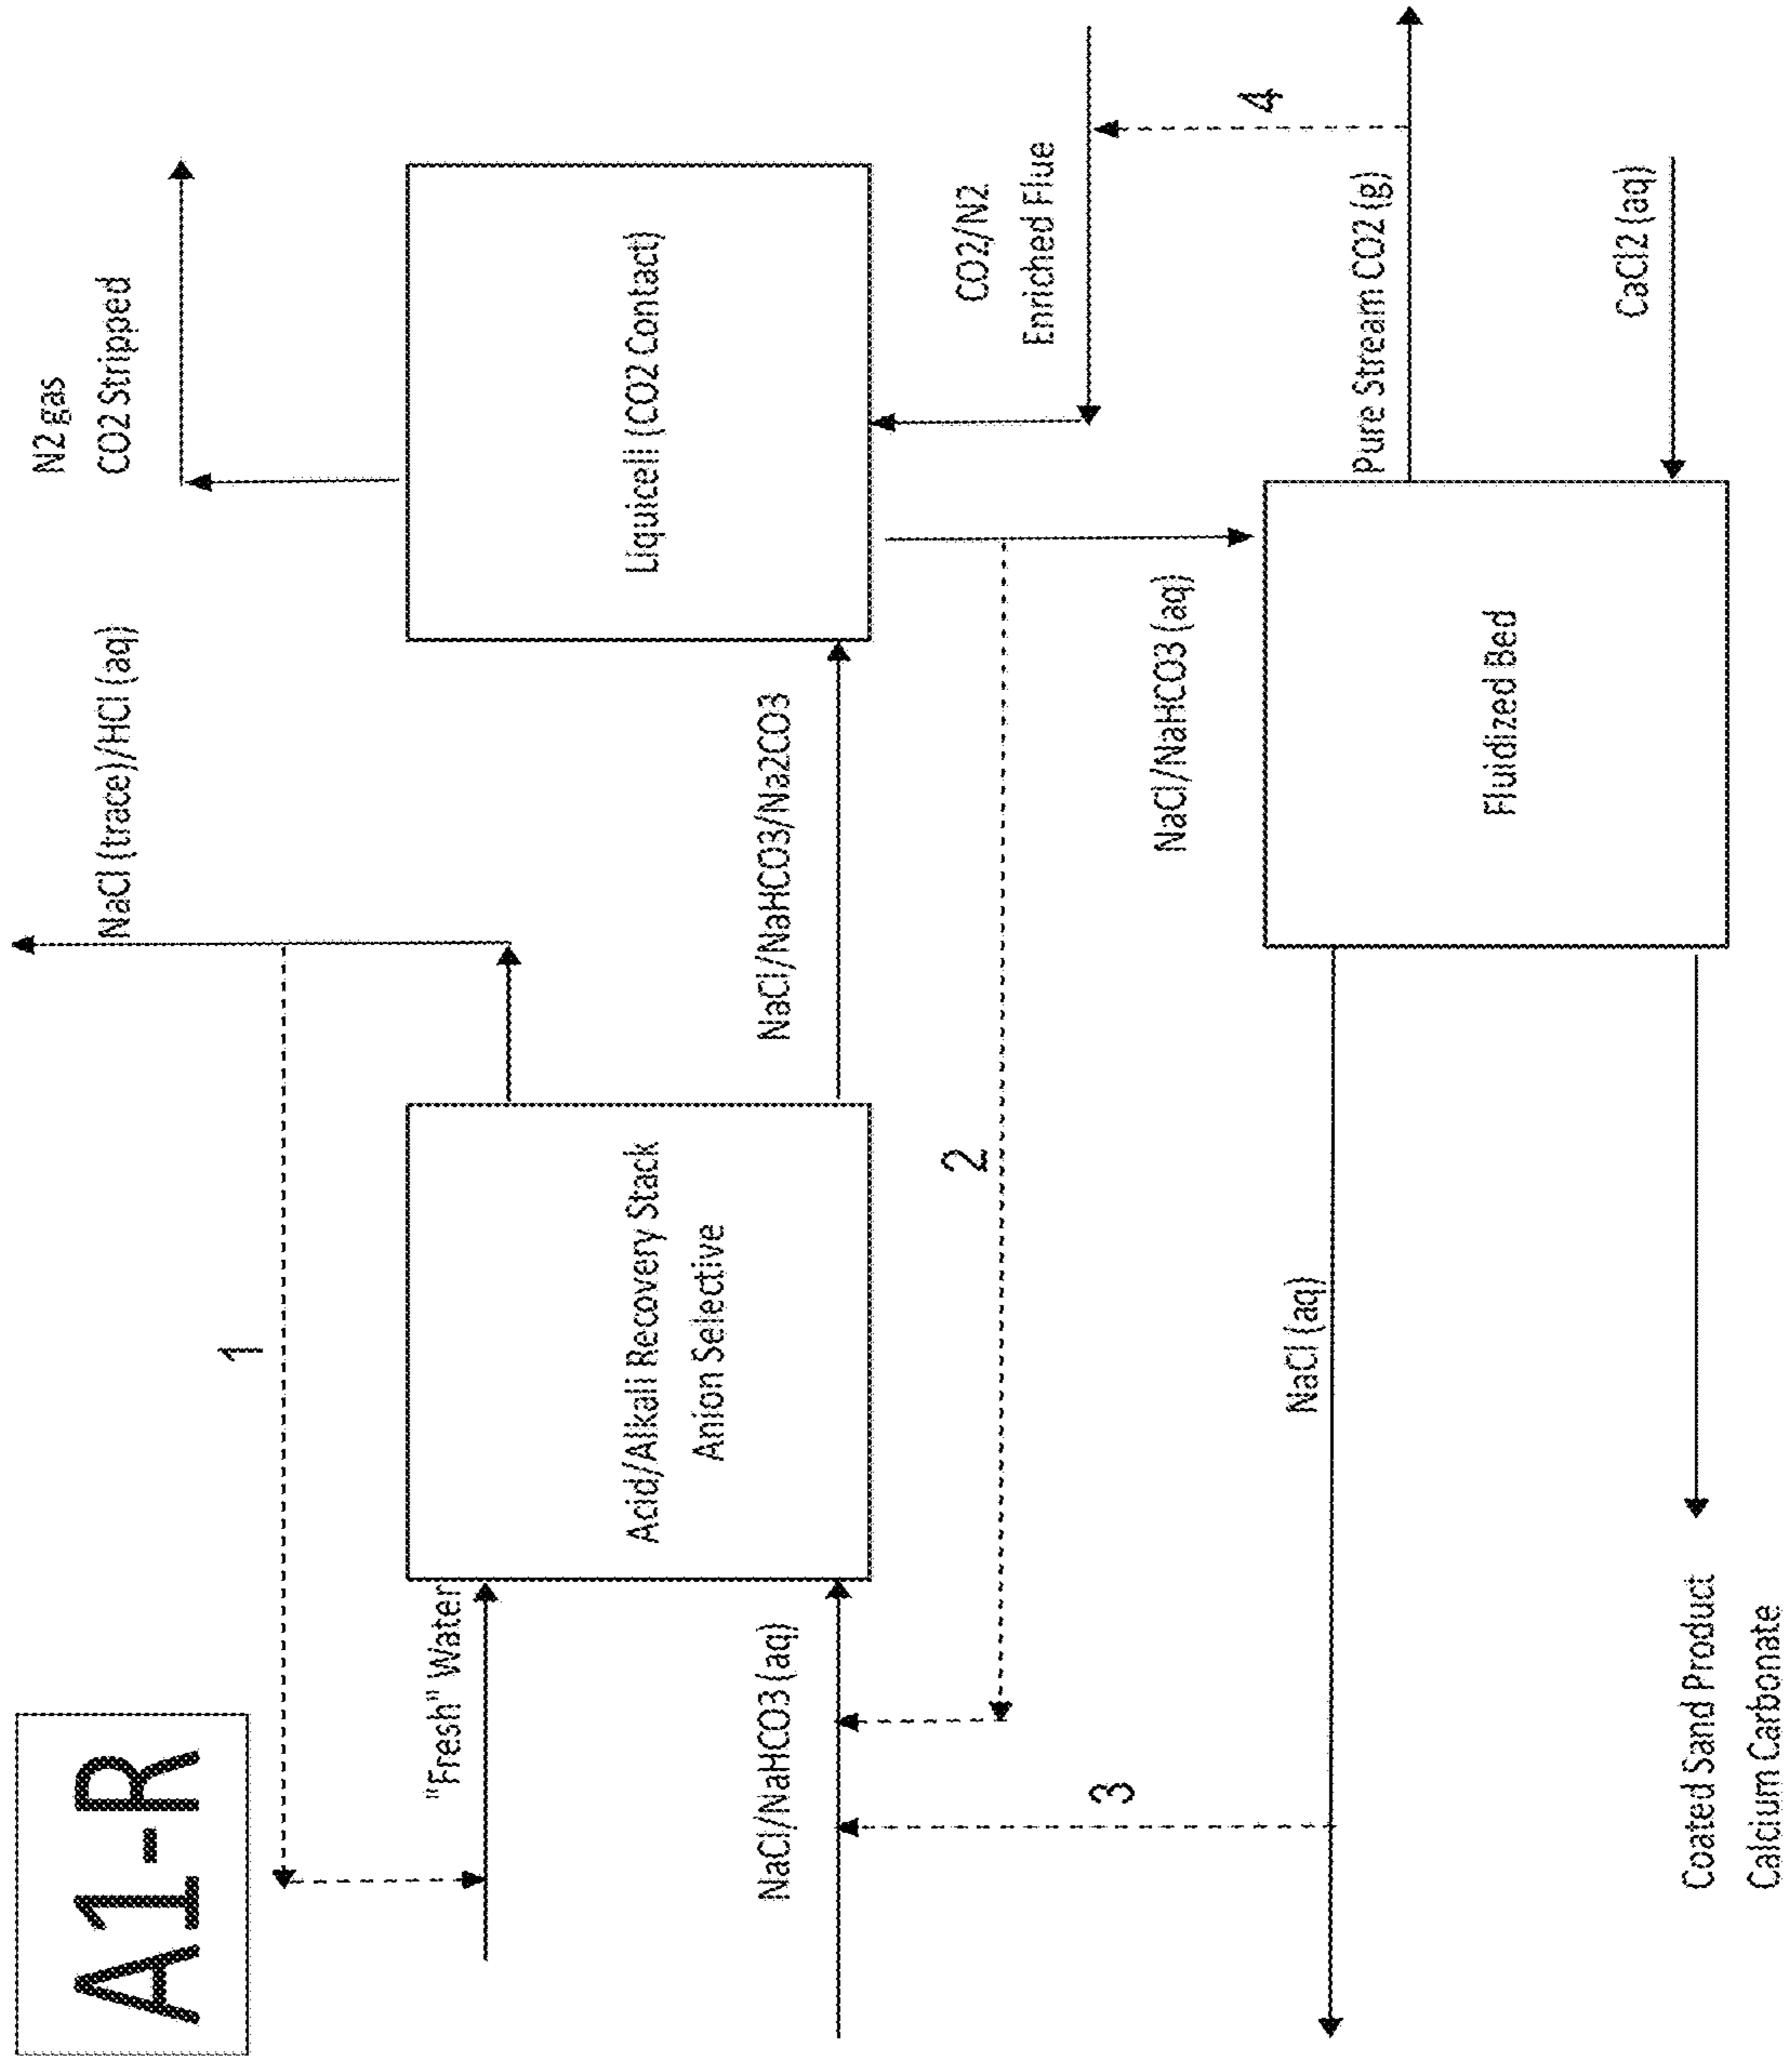 A1-R
1
"Fresh" Water
NaCl (trace)/HCl (aq)
N2 gas
CO2 Stripped
Acid/Alkali Recovery Stack
Anion Selective
Liquicell (CO2 Contact)
NaCl/NaHCO3 (aq)
NaCl/NaHCO3/Na2CO3
2
CO2/N2
Enriched Flue
3
NaCl/NaHCO3 (aq)
4
NaCl (aq)
Pure Stream CO2 (g)
Fluidized Bed
CaCl2 (aq)
Coated Sand Product
Calcium Carbonate